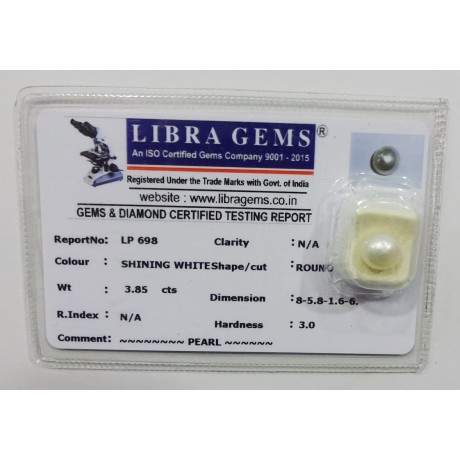 LIBRA GEMS®
An ISO Certified Gems Company 9001 - 2015
Registered Under the Trade Marks with Govt. of India
website : www.libragems.co.in
GEMS & DIAMOND CERTIFIED TESTING REPORT
ReportNo: LP 698 Clarity : N/A
Colour : SHINING WHITE Shape/cut : ROUND
Wt : 3.85 cts Dimension : 8-5.8-1.6-6.
R.Index : N/A Hardness : 3.0
Comment: ~~~~~~~~ PEARL ~~~~~~